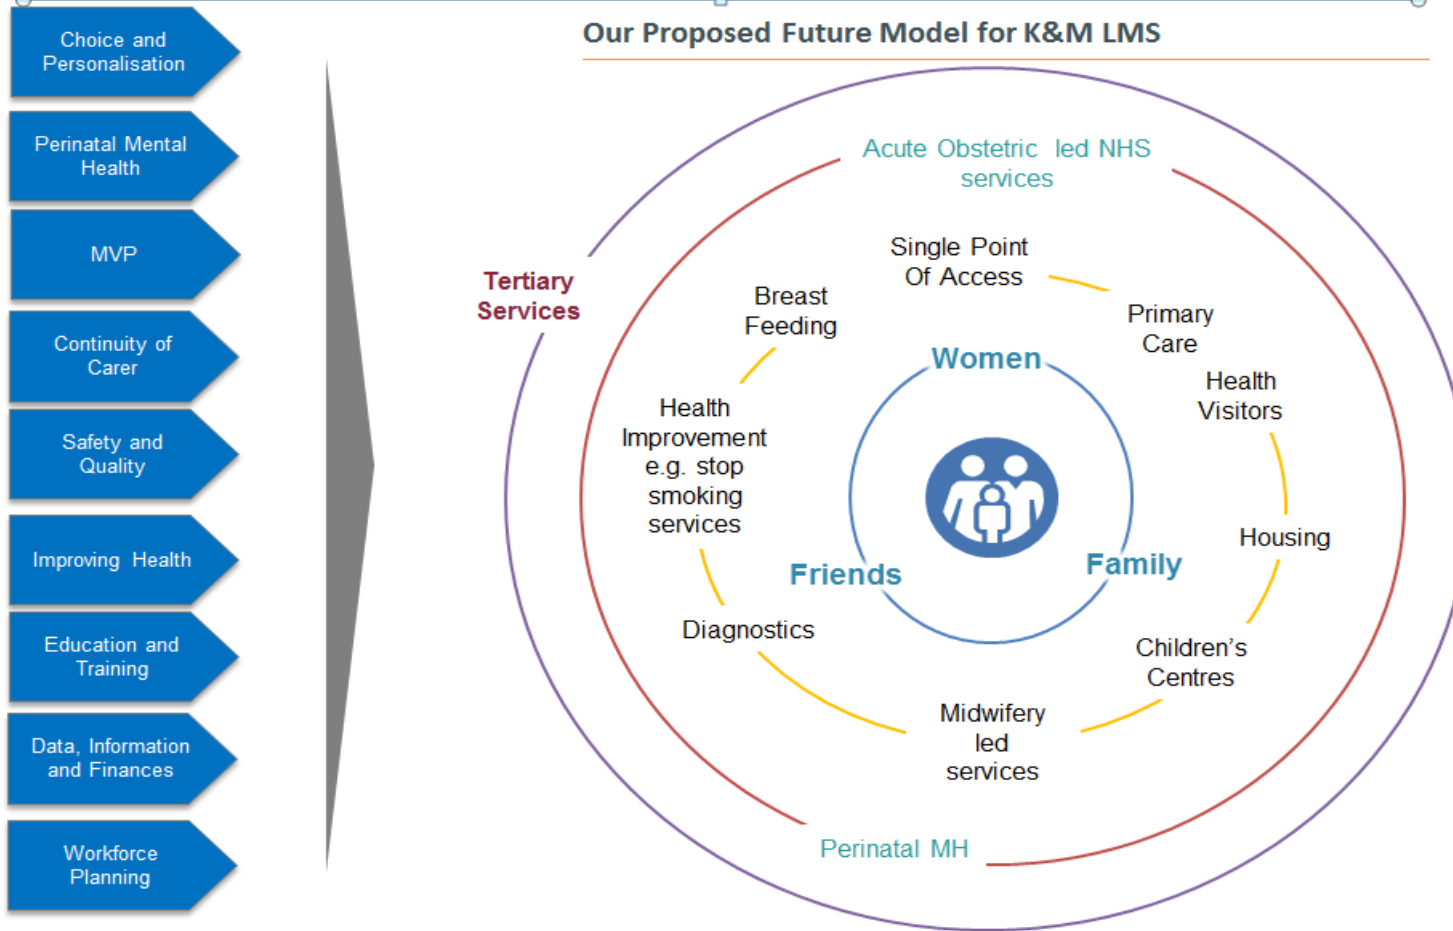 Choice and
Personalisation
Perinatal Mental
Health
MVP
Continuity of
Carer
Safety and
Quality
Improving Health
Education and
Training
Data, Information
and Finances
Workforce
Planning
Our Proposed Future Model for K&M LMS
Acute Obstetric led NHS
services
Tertiary
Services
Single Point
Of Access
Breast
Feeding
Primary
Care
Women
Health
Visitors
Health
Improvement
e.g. stop
smoking
services
Housing
Friends
Family
Diagnostics
Children’s
Centres
Midwifery
led
services
Perinatal MH